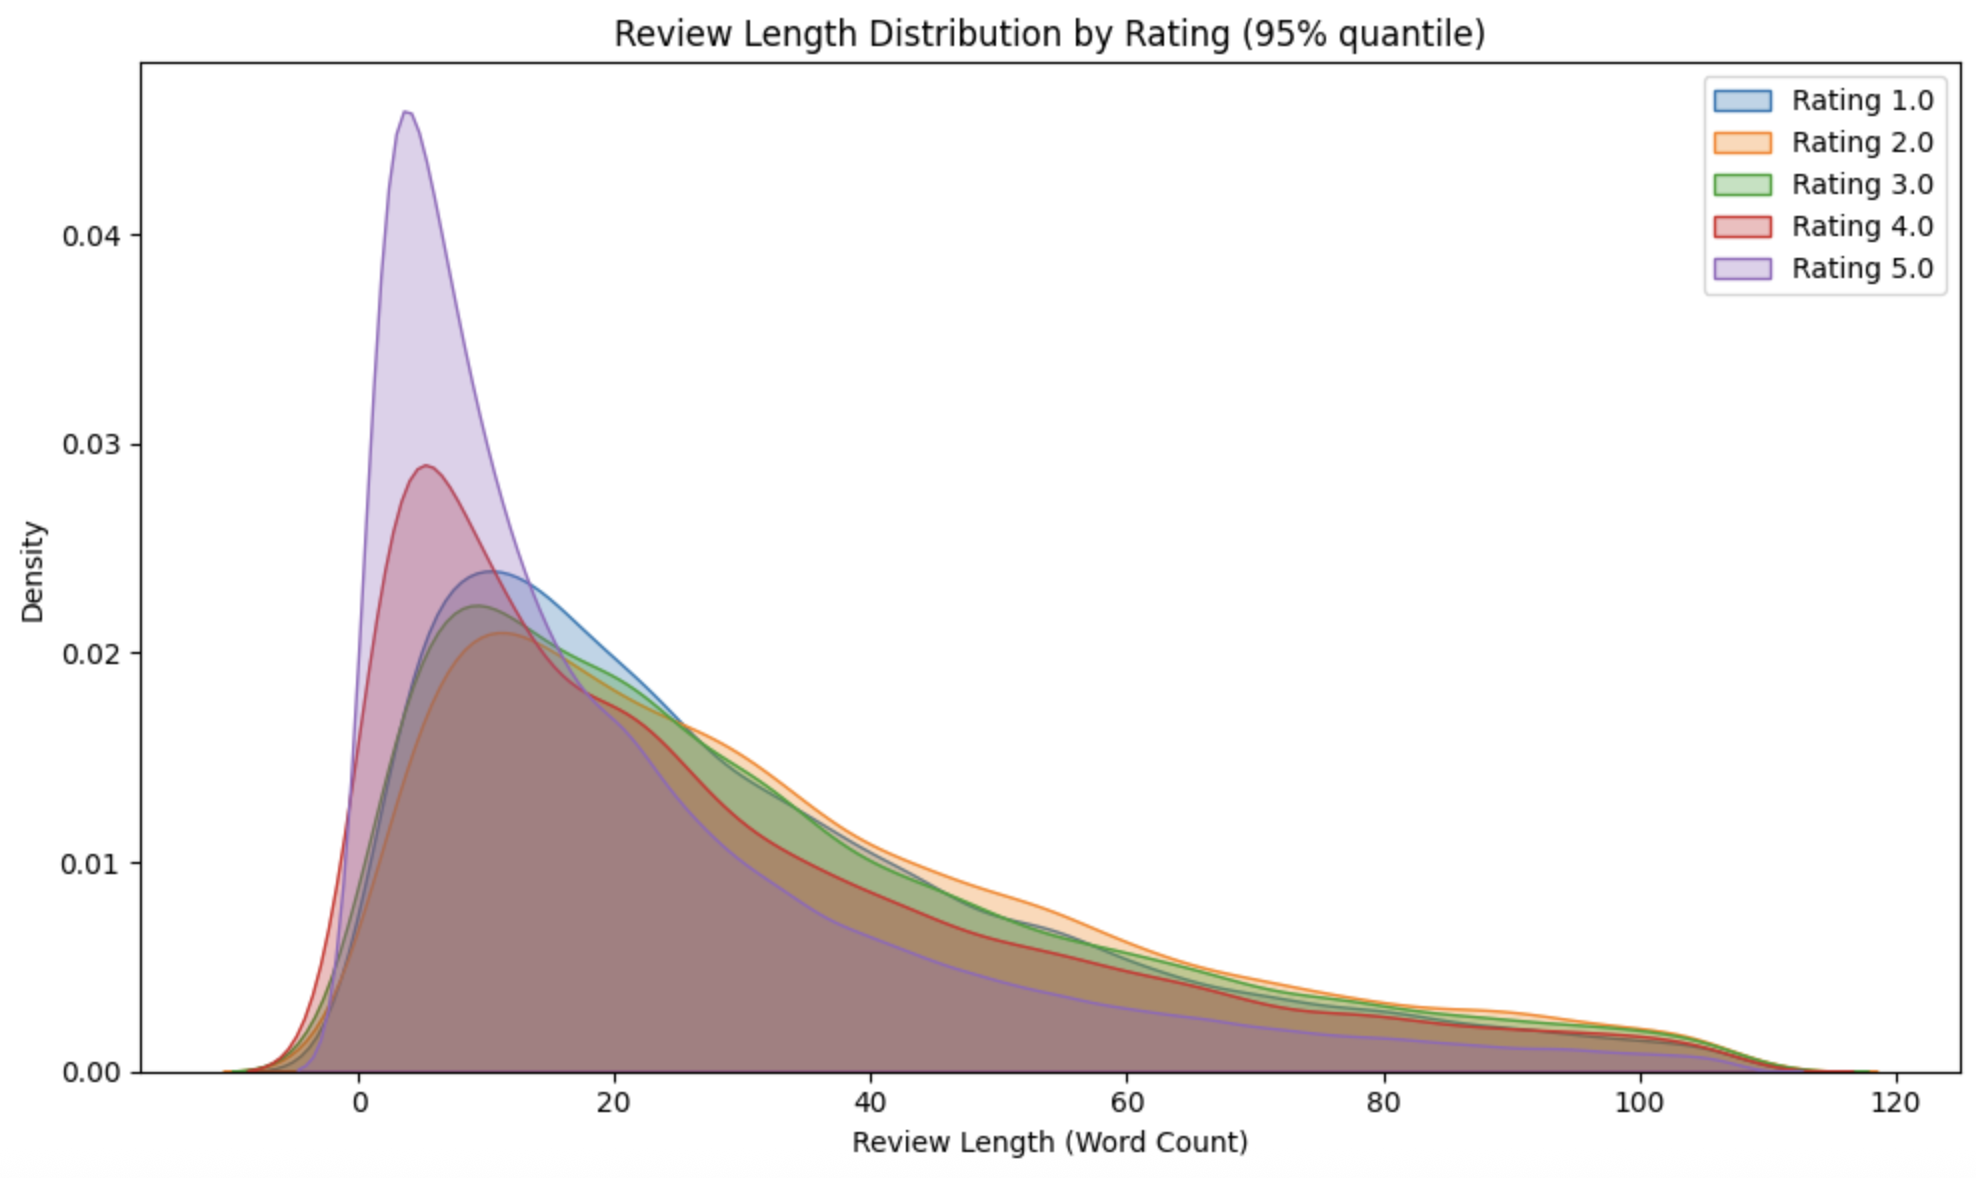 Review Length Distribution by Rating (95% quantile)
Rating 1.0
Rating 2.0
Rating 3.0
Rating 4.0
Rating 5.0
0.04
0.03
0.02
0.01
0.00
Density
0 20 40 60 80 100 120
Review Length (Word Count)